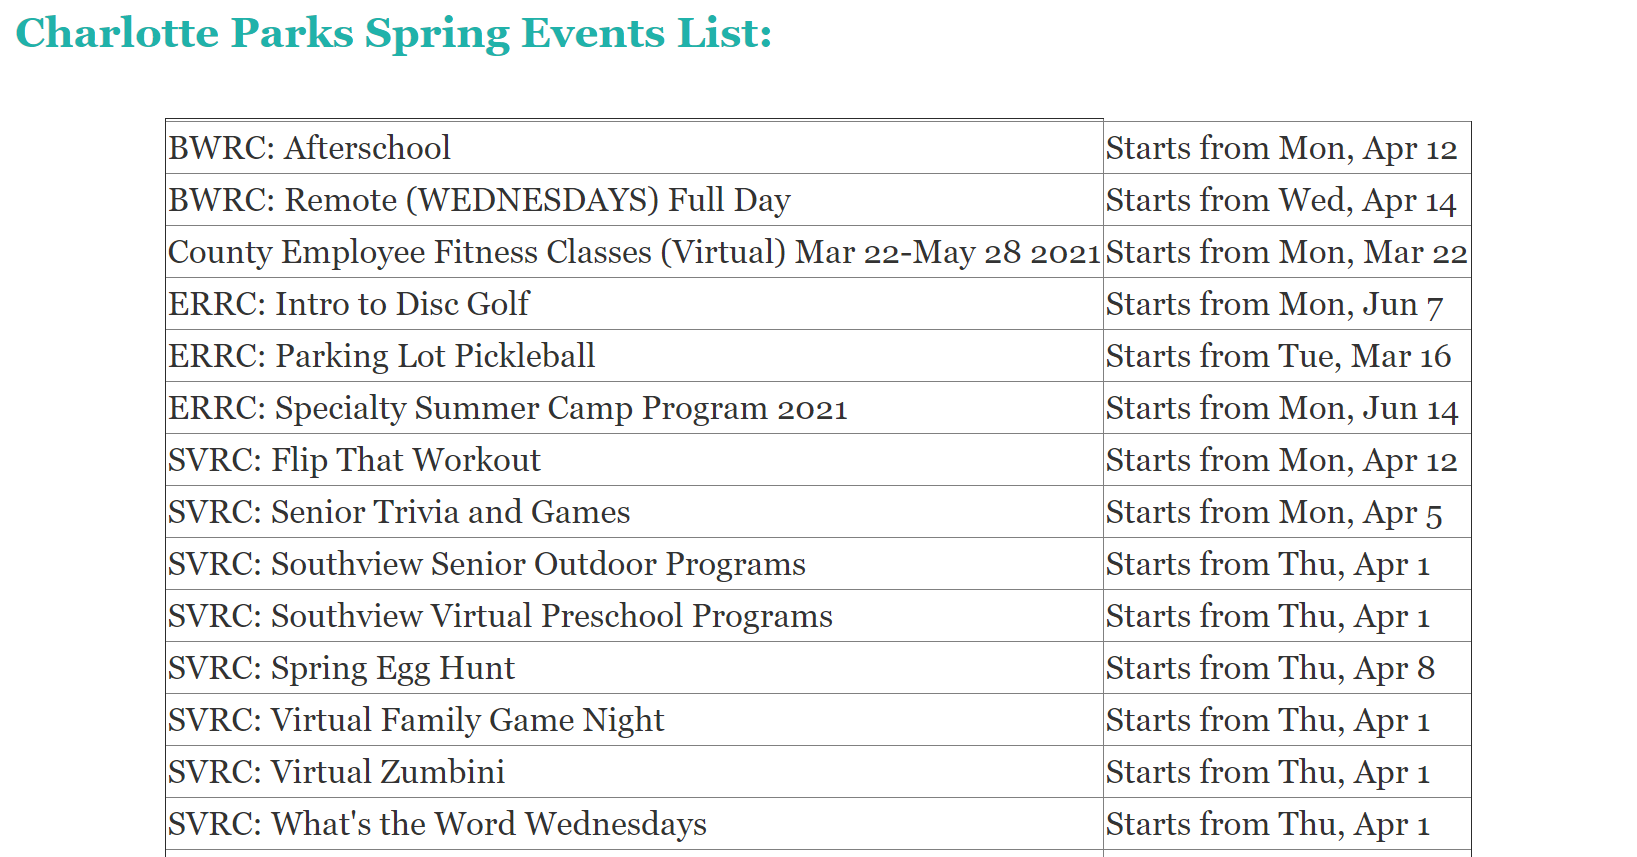 Charlotte Parks Spring Events List:
BWRC: Afterschool Starts from Mon, Apr 12
BWRC: Remote (WEDNESDAYS) Full Day Starts from Wed, Apr 14
County Employee Fitness Classes (Virtual) Mar 22-May 28 2021 Starts from Mon, Mar 22
ERRC: Intro to Disc Golf Starts from Mon, Jun 7
ERRC: Parking Lot Pickleball Starts from Tue, Mar 16
ERRC: Specialty Summer Camp Program 2021 Starts from Mon, Jun 14
SVRC: Flip That Workout Starts from Mon, Apr 12
SVRC: Senior Trivia and Games Starts from Mon, Apr 5
SVRC: Southview Senior Outdoor Programs Starts from Thu, Apr 1
SVRC: Southview Virtual Preschool Programs Starts from Thu, Apr 1
SVRC: Spring Egg Hunt Starts from Thu, Apr 8
SVRC: Virtual Family Game Night Starts from Thu, Apr 1
SVRC: Virtual Zumbini Starts from Thu, Apr 1
SVRC: What's the Word Wednesdays Starts from Thu, Apr 1